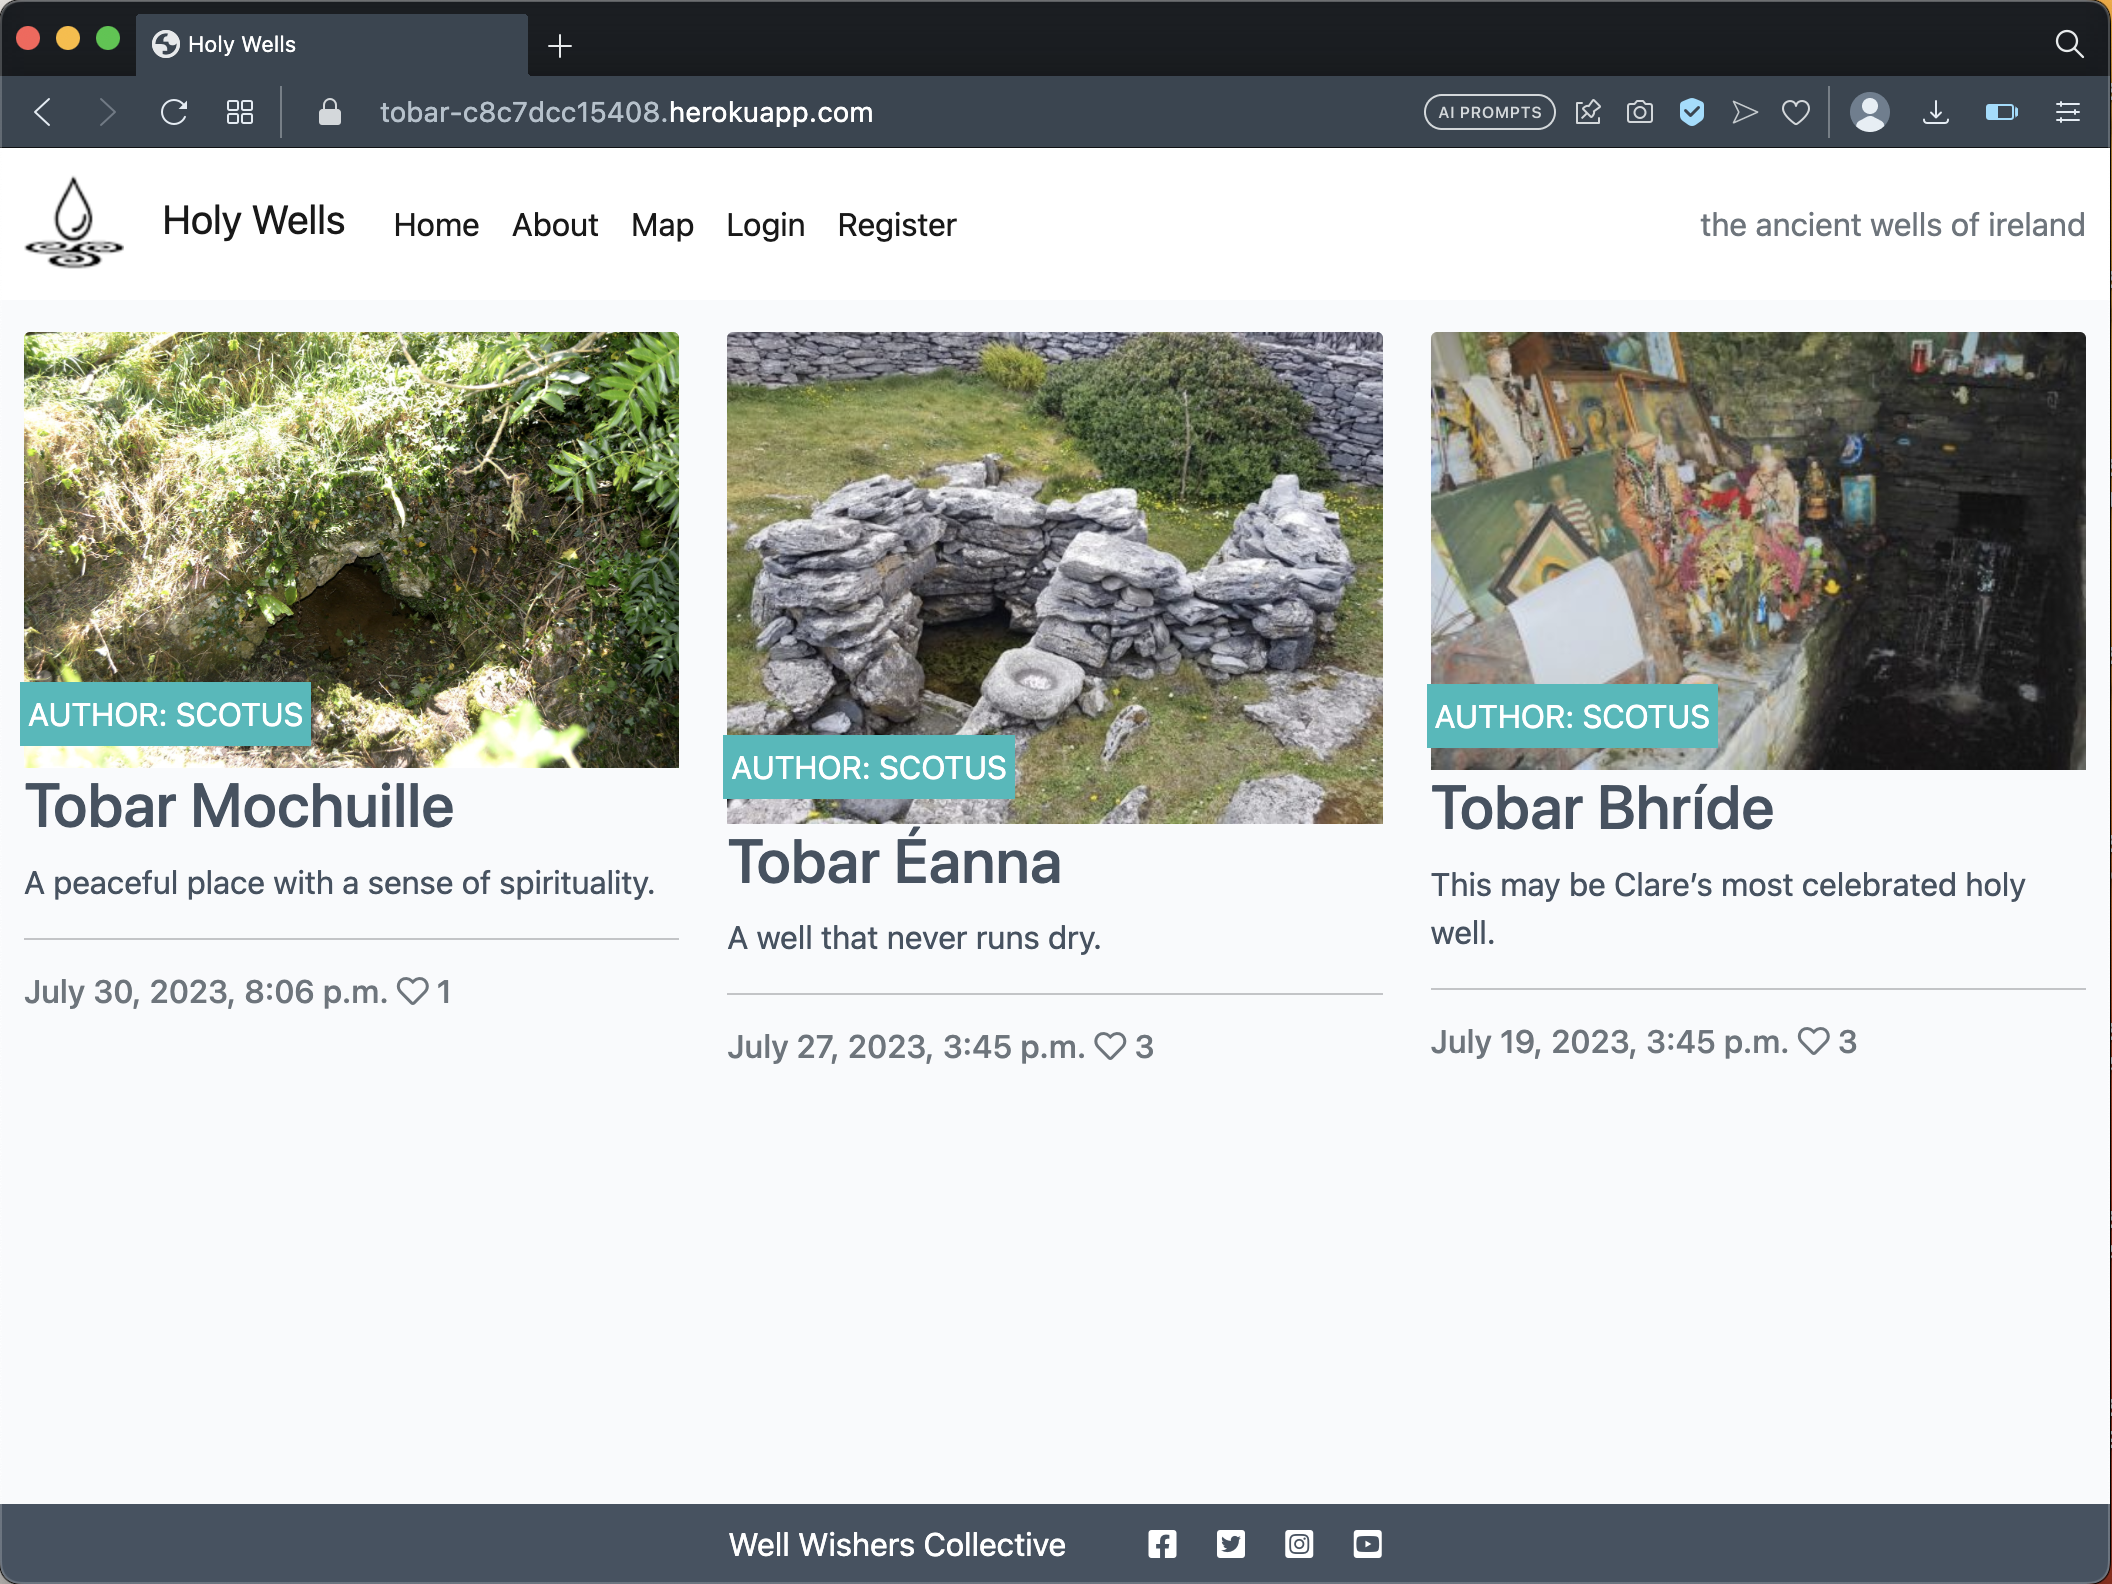 Holy Wells
tobar-c8c7dcc15408.herokuapp.com
AI PROMPTS
Holy Wells
Home About Map Login Register
the ancient wells of ireland
AUTHOR: SCOTUS
Tobar Mochuille
A peaceful place with a sense of spirituality.
July 30, 2023, 8:06 p.m. 1
AUTHOR: SCOTUS
Tobar Éanna
A well that never runs dry.
July 27, 2023, 3:45 p.m. 3
AUTHOR: SCOTUS
Tobar Bhríde
This may be Clare’s most celebrated holy
well.
July 19, 2023, 3:45 p.m. 3
Well Wishers Collective